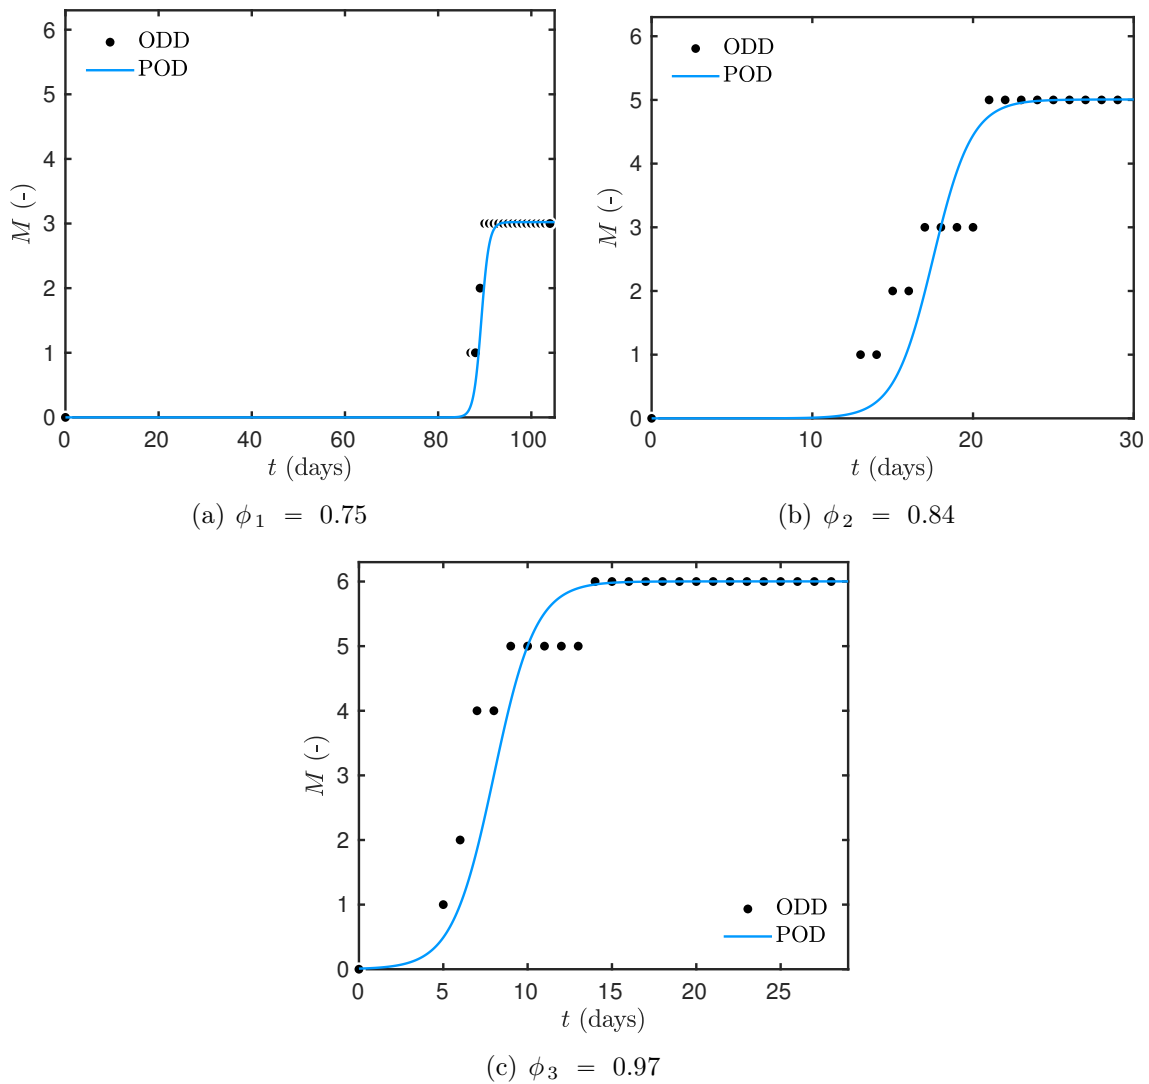 6
5
4
3
2
1
0
M (-)
ODD
POD
0 20 40 60 80 100
t (days)
(a) ϕ₁ = 0.75
6
5
4
3
2
1
0
M (-)
ODD
POD
0 10 20 30
t (days)
(b) ϕ₂ = 0.84
6
5
4
3
2
1
0
M (-)
ODD
POD
0 5 10 15 20 25
t (days)
(c) ϕ₃ = 0.97